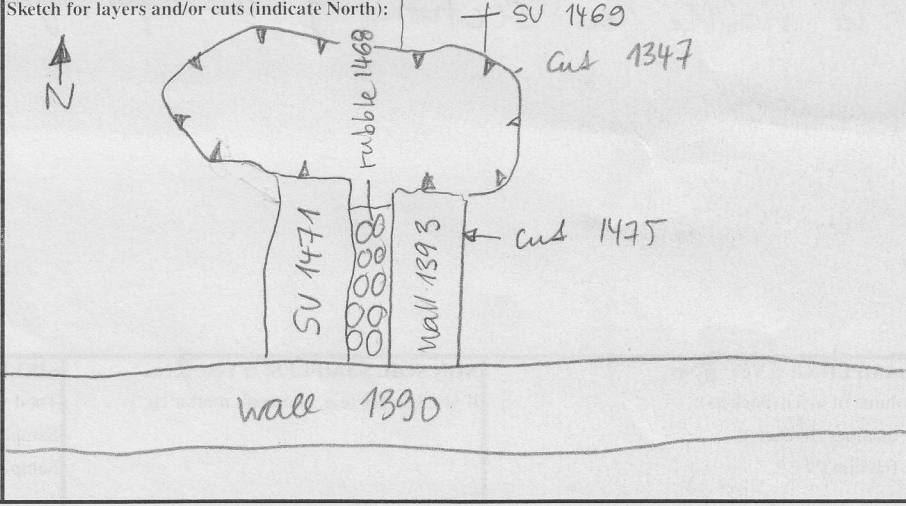 Sketch for layers and/or cuts (indicate North):
SU 1469
Cut 1347
N
rubble 1468
SU 1471
wall 1393
cut 1475
wall 1390